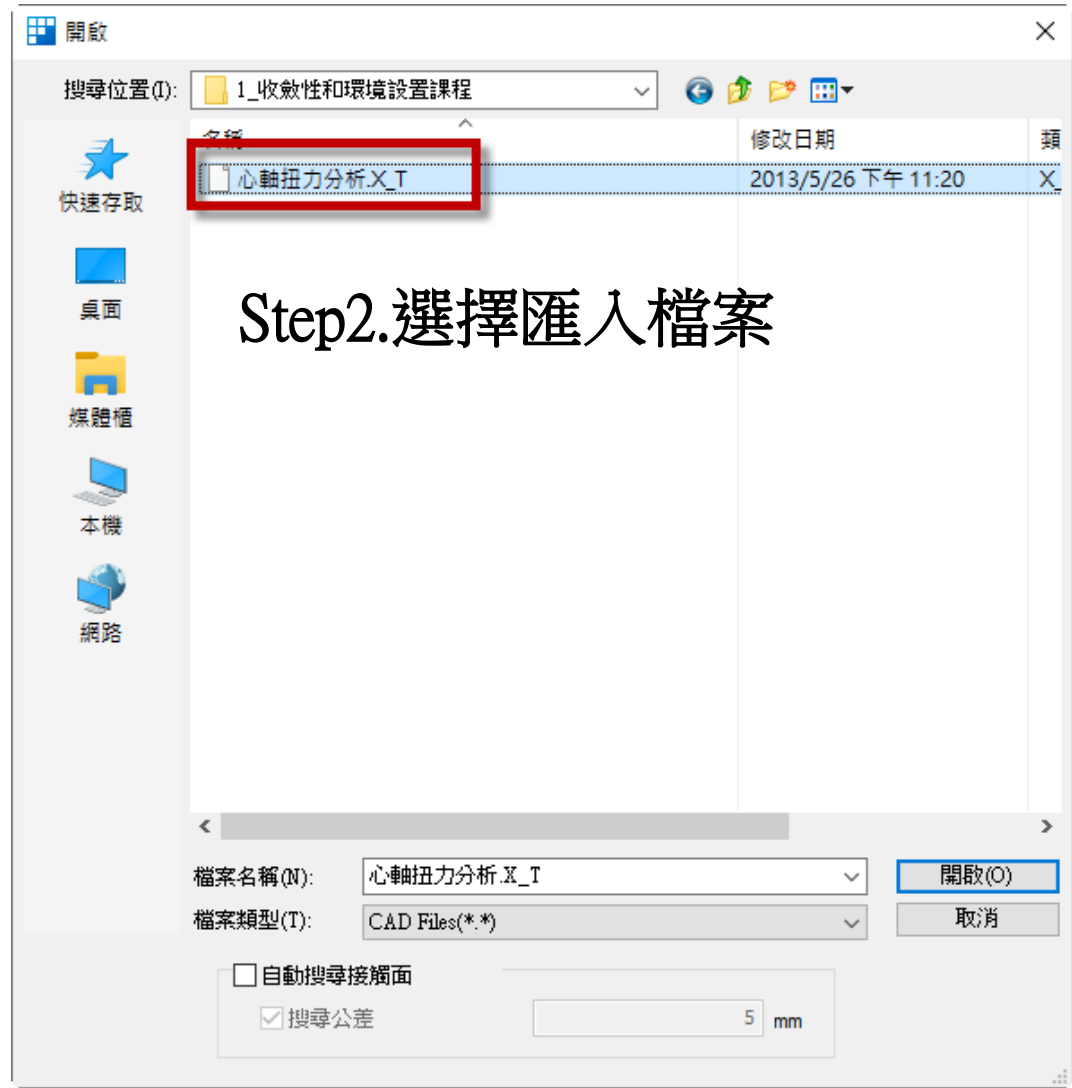 開啟
搜尋位置(I): 1_收斂性和環境設置課程
名稱 修改日期 類
心軸扭力分析.X_T 2013/5/26 下午 11:20 X_
快速存取
Step2.選擇匯入檔案
桌面
媒體櫃
本機
網路
檔案名稱(N): 心軸扭力分析.X_T 開啟(O)
檔案類型(T): CAD Files(*.*) 取消
自動搜尋接觸面
搜尋公差 5 mm